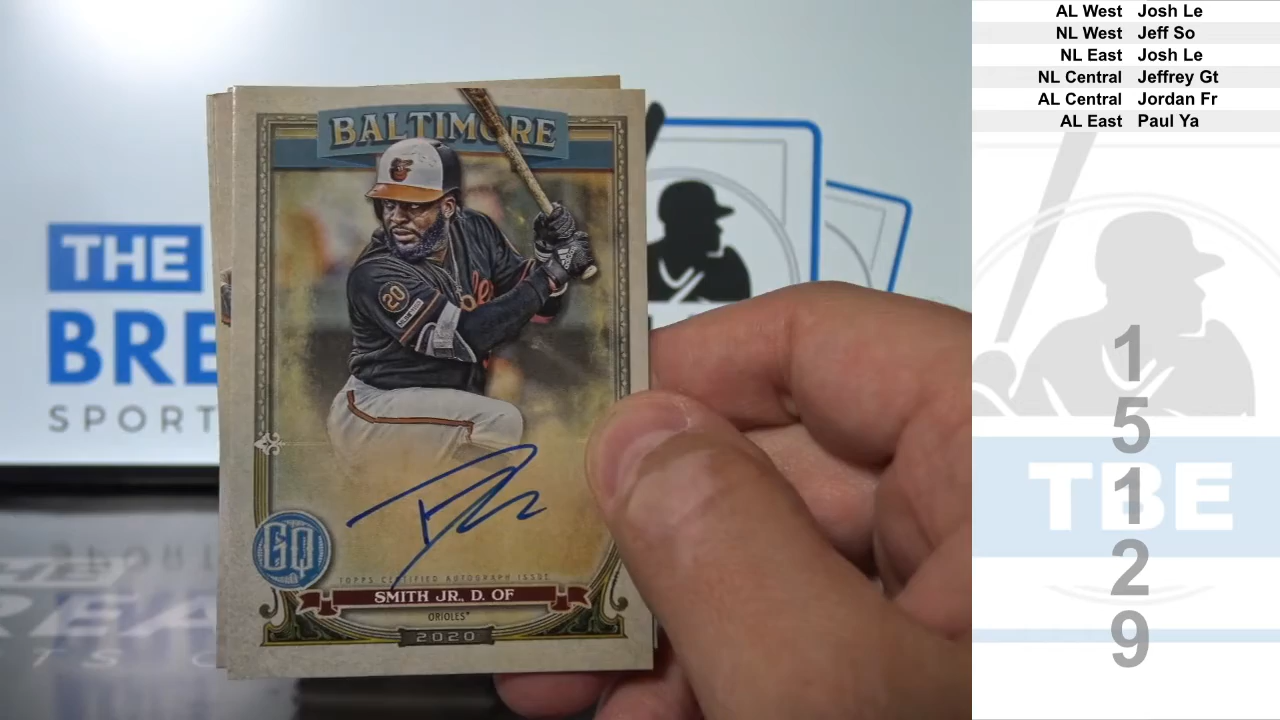 AL West Josh Le
NL West Jeff So
NL East Josh Le
NL Central Jeffrey Gt
AL Central Jordan Fr
AL East Paul Ya
BALTIMORE
20
THE
BRE
SPORT
GQ
TOPPS CERTIFIED AUTOGRAPH ISSUE
SMITH JR., D. OF
ORIOLES
2020
TBE
1
5
1
2
9